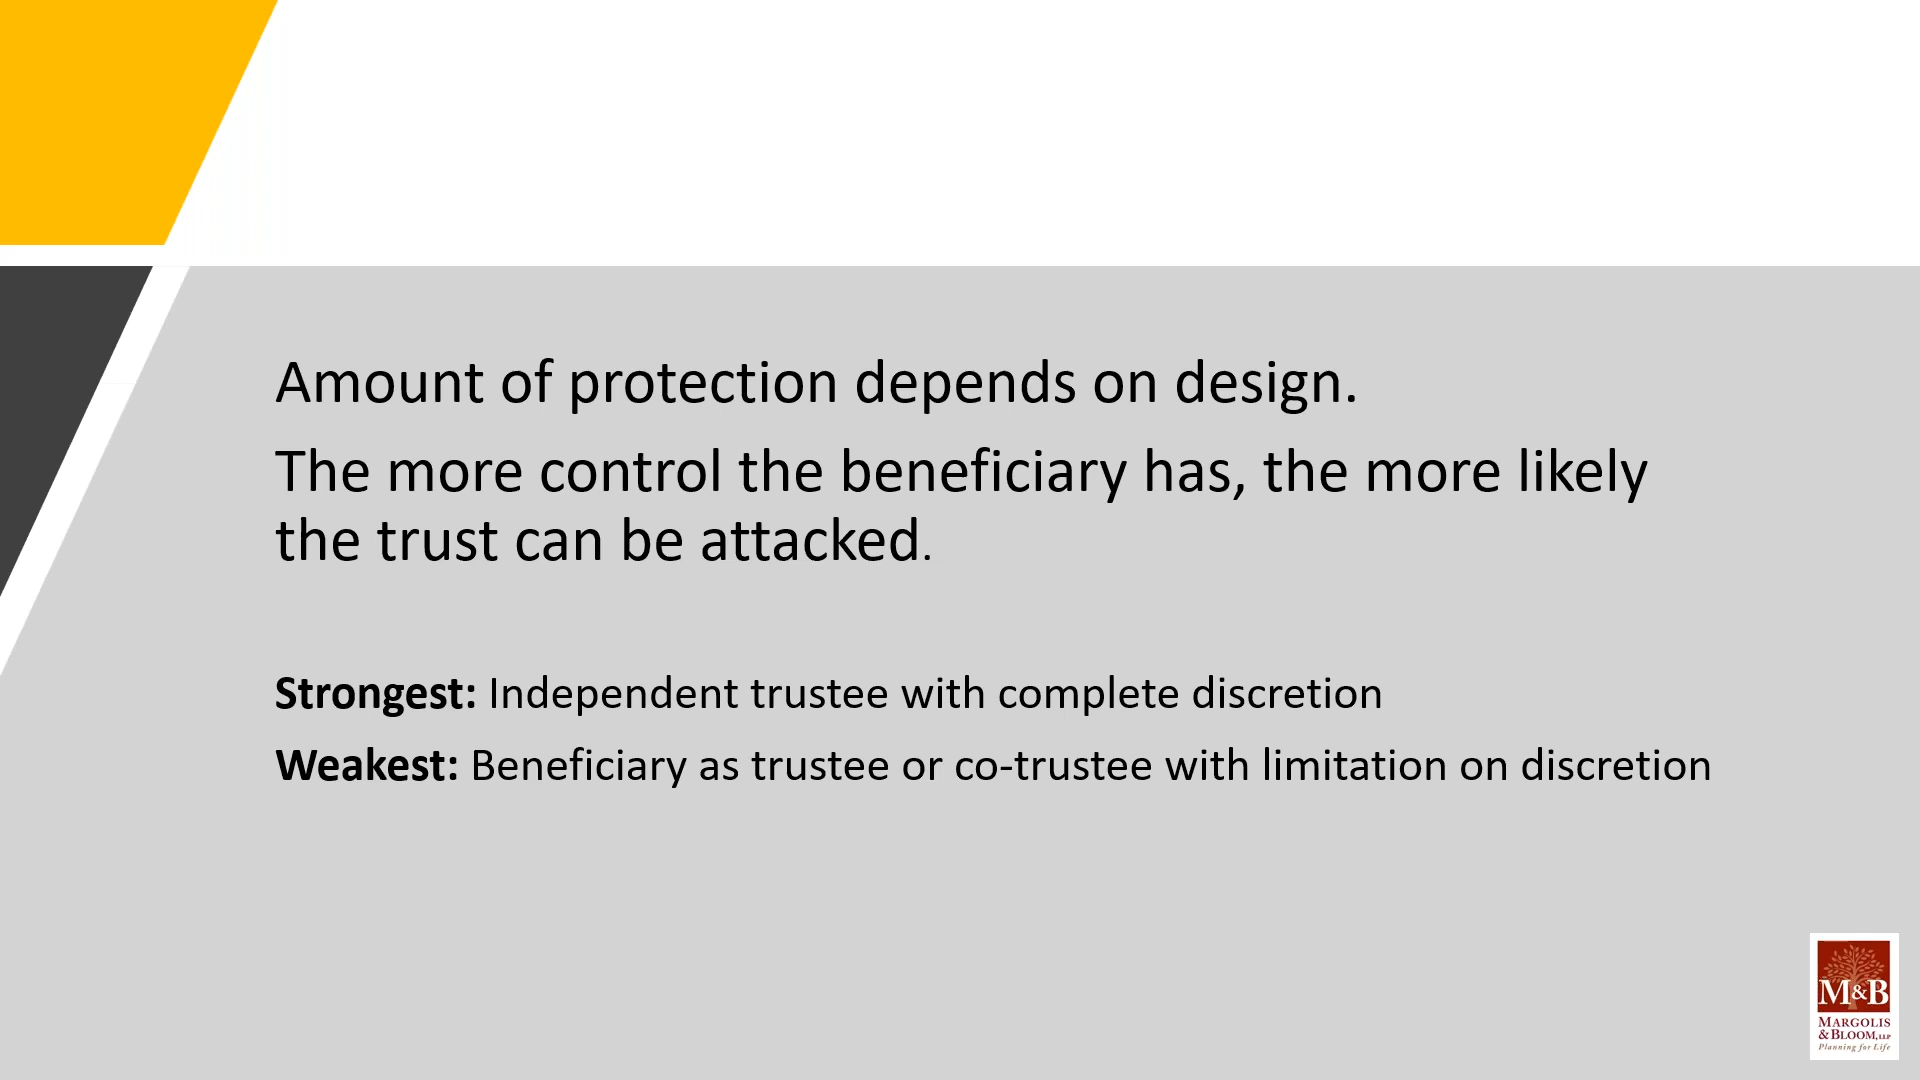 Amount of protection depends on design.
The more control the beneficiary has, the more likely
the trust can be attacked.
Strongest: Independent trustee with complete discretion
Weakest: Beneficiary as trustee or co-trustee with limitation on discretion
M&B
MARGOLIS
& BLOOM, LLP
Planning for Life